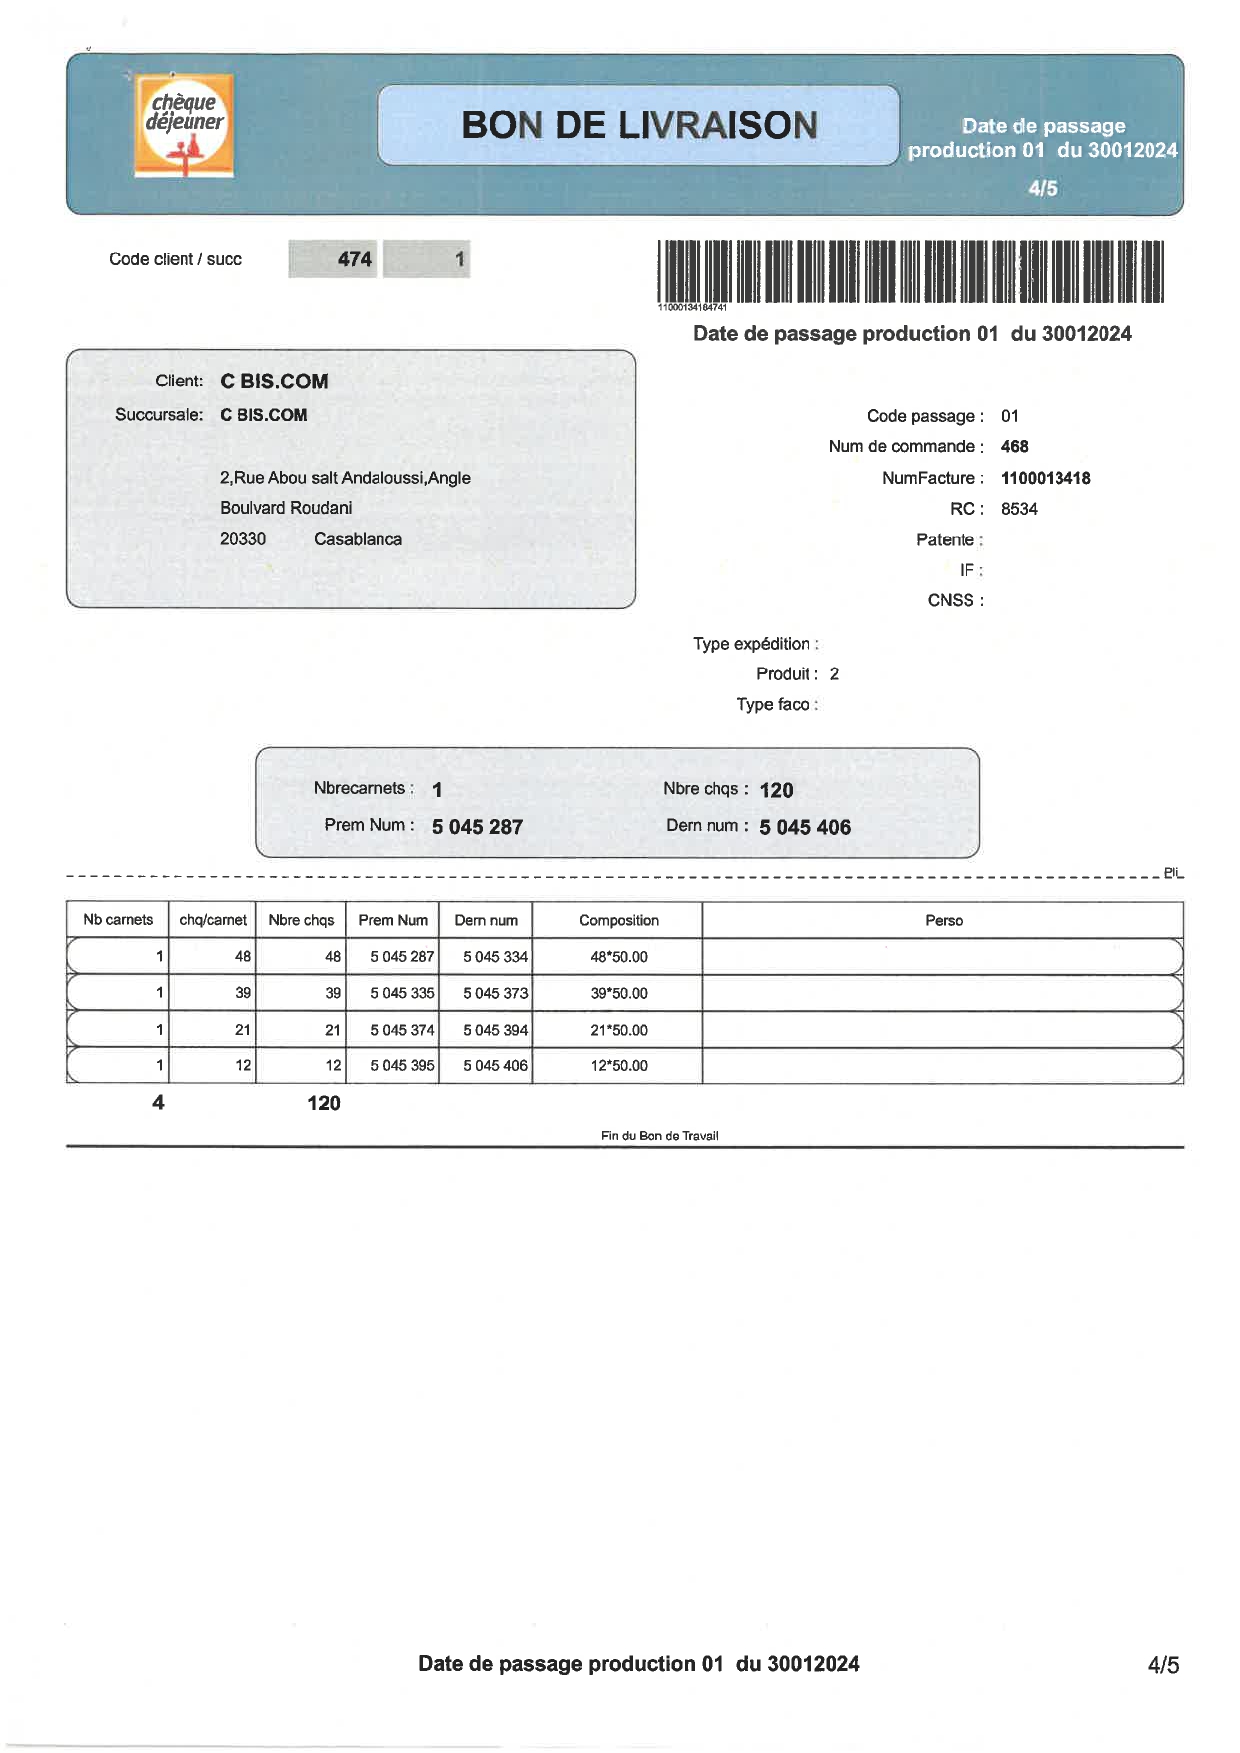 chèque
déjeuner
BON DE LIVRAISON
Date de passage
production 01 du 30012024
4/5
Code client / succ 474 1
11000134184741
Date de passage production 01 du 30012024
Client: C BIS.COM
Succursale: C BIS.COM
2,Rue Abou salt Andaloussi,Angle
Boulvard Roudani
20330 Casablanca
Code passage : 01
Num de commande : 468
NumFacture : 1100013418
RC : 8534
Patente :
IF :
CNSS :
Type expédition :
Produit : 2
Type faco :
Nbrecarnets : 1 Nbre chqs : 120
Prem Num : 5 045 287 Dern num : 5 045 406
Pli
Nb carnets chq/carnet Nbre chqs Prem Num Dern num Composition Perso
1 48 48 5 045 287 5 045 334 48*50.00
1 39 39 5 045 335 5 045 373 39*50.00
1 21 21 5 045 374 5 045 394 21*50.00
1 12 12 5 045 395 5 045 406 12*50.00
4 120
Fin du Bon de Travail
Date de passage production 01 du 30012024 4/5